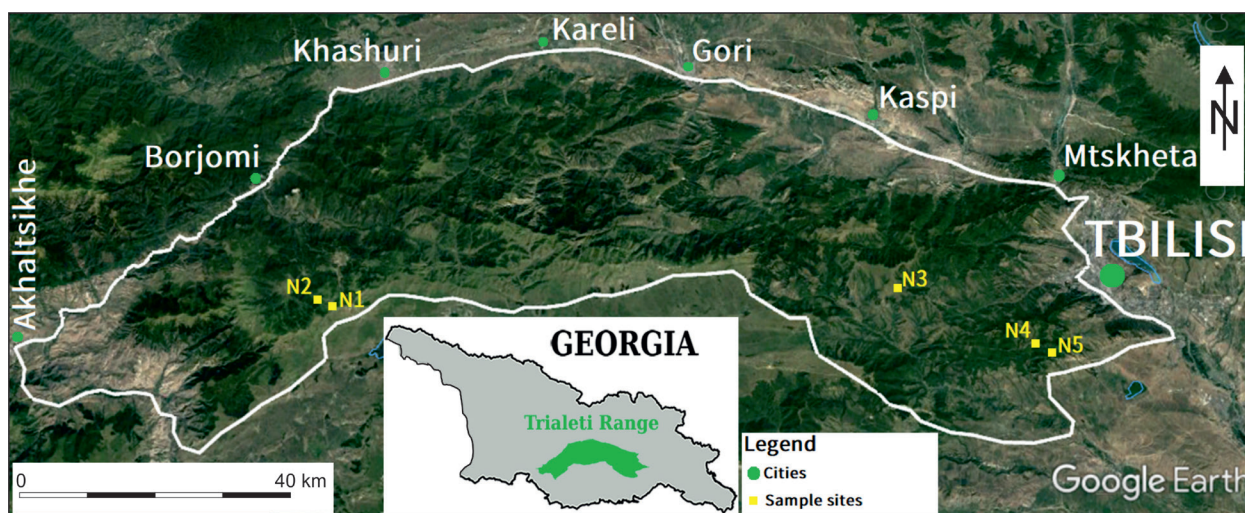 Kareli
Khashuri
Gori
Kaspi
N
Borjomi
Mtskheta
TBILISI
Akhaltsikhe
N2
N1
N3
N4
N5
GEORGIA
Trialeti Range
Legend
Cities
Sample sites
0 40 km
Google Earth